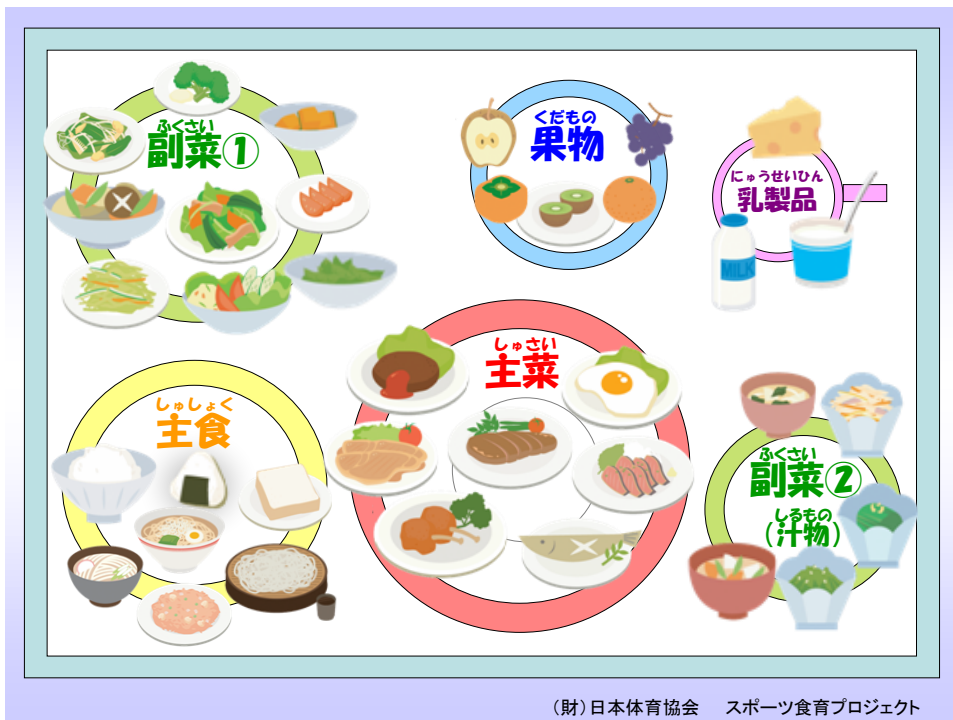 ふくさい
副菜①
くだもの
果物
にゅうせいひん
乳製品
MILK
しゅさい
主菜
しゅしょく
主食
ふくさい
副菜②
しるもの
(汁物)
（財）日本体育協会　スポーツ食育プロジェクト